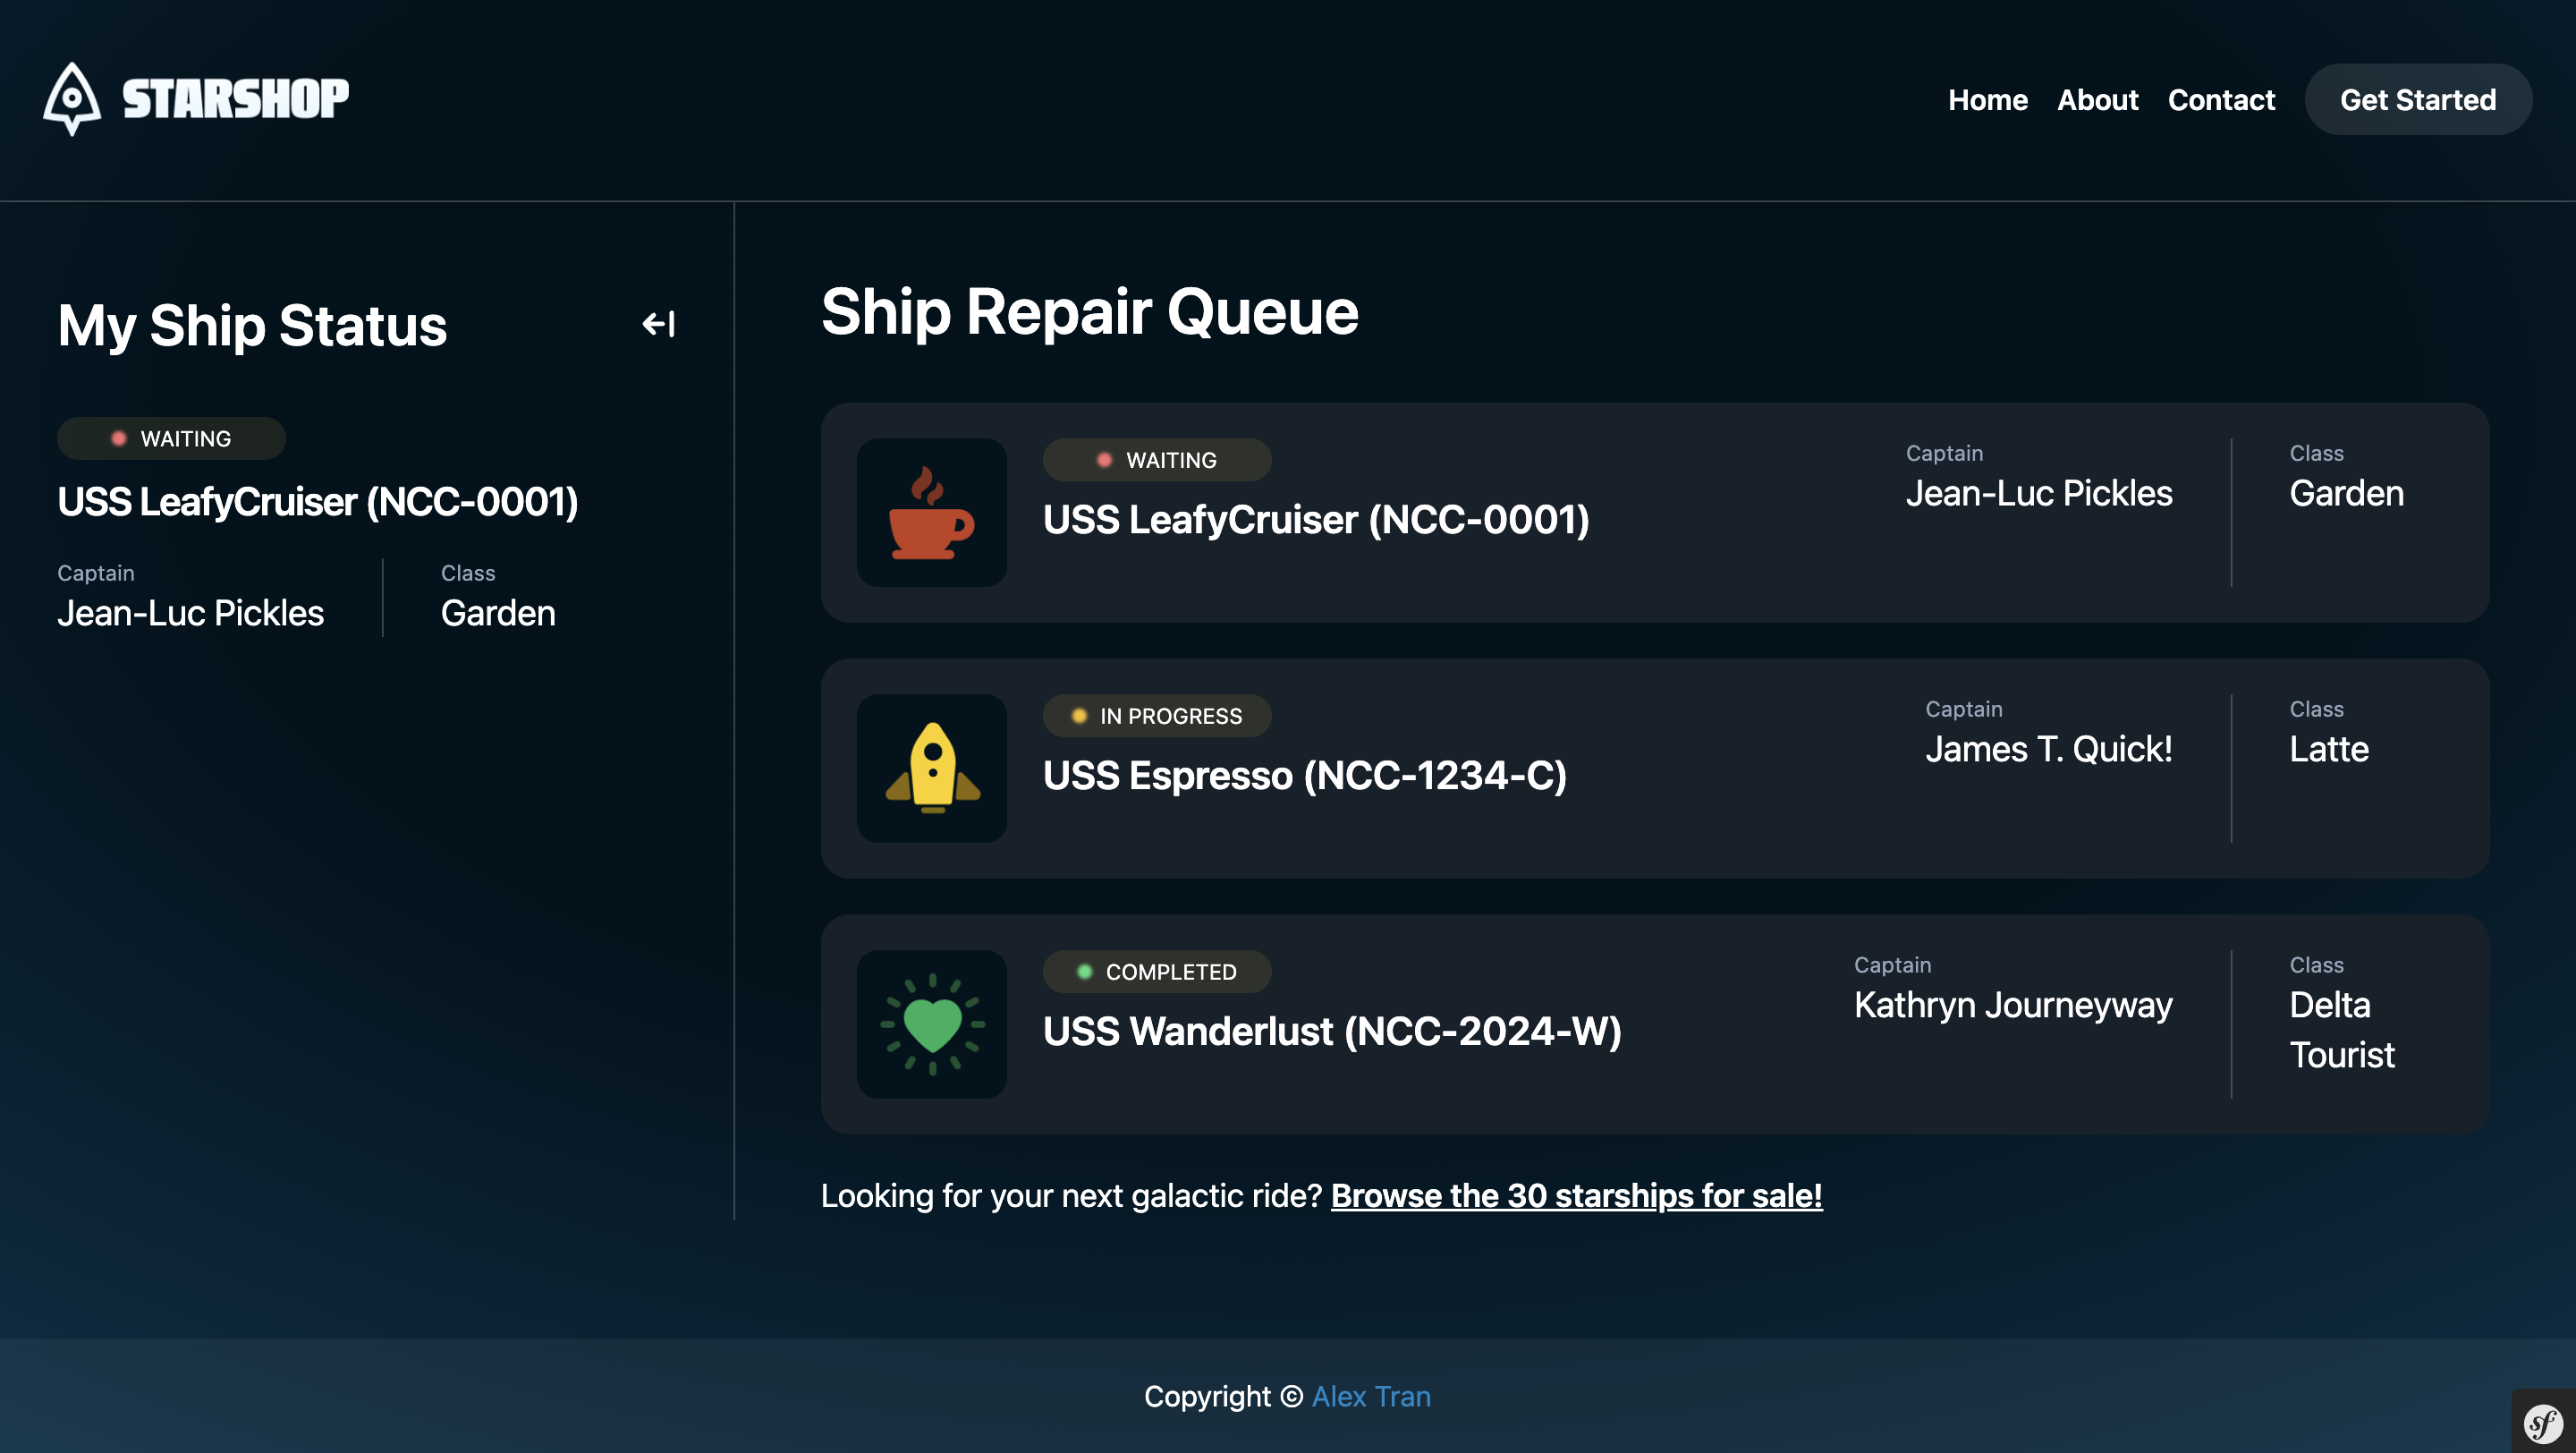 STARSHOP
Home About Contact Get Started
My Ship Status
WAITING
USS LeafyCruiser (NCC-0001)
Captain
Jean-Luc Pickles
Class
Garden
Ship Repair Queue
WAITING
USS LeafyCruiser (NCC-0001)
Captain
Jean-Luc Pickles
Class
Garden
IN PROGRESS
USS Espresso (NCC-1234-C)
Captain
James T. Quick!
Class
Latte
COMPLETED
USS Wanderlust (NCC-2024-W)
Captain
Kathryn Journeyway
Class
Delta
Tourist
Looking for your next galactic ride? Browse the 30 starships for sale!
Copyright © Alex Tran
sf